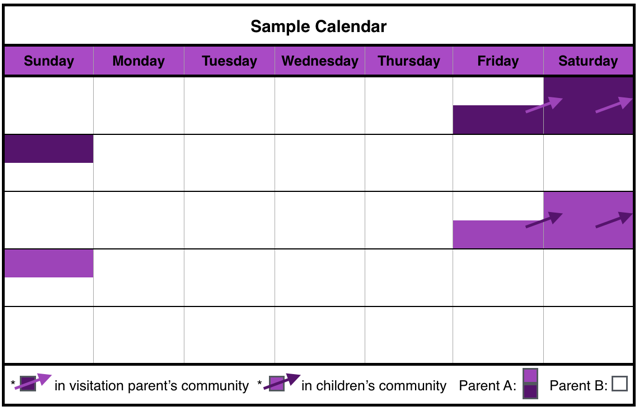 Sample Calendar
Sunday Monday Tuesday Wednesday Thursday Friday Saturday
* in visitation parent's community * in children's community Parent A: Parent B: